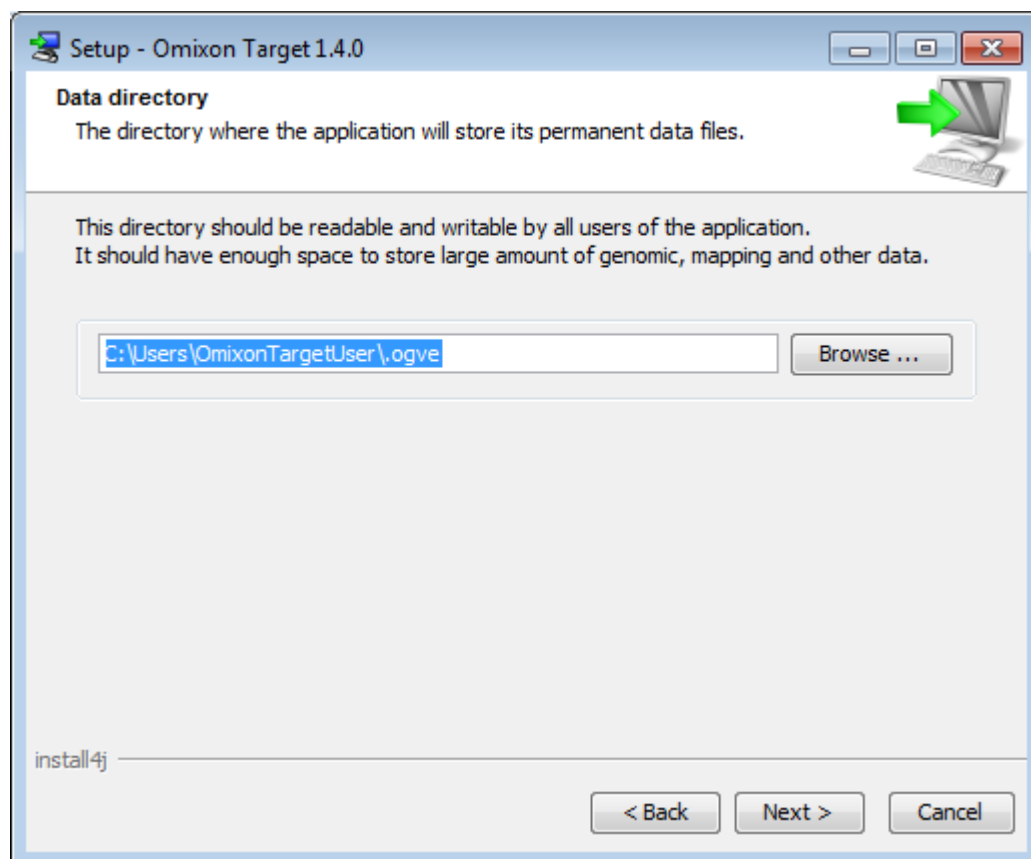 Setup - Omixon Target 1.4.0
Data directory
The directory where the application will store its permanent data files.
This directory should be readable and writable by all users of the application.
It should have enough space to store large amount of genomic, mapping and other data.
C:\Users\OmixonTargetUser\.ogve
Browse ...
install4j
< Back
Next >
Cancel